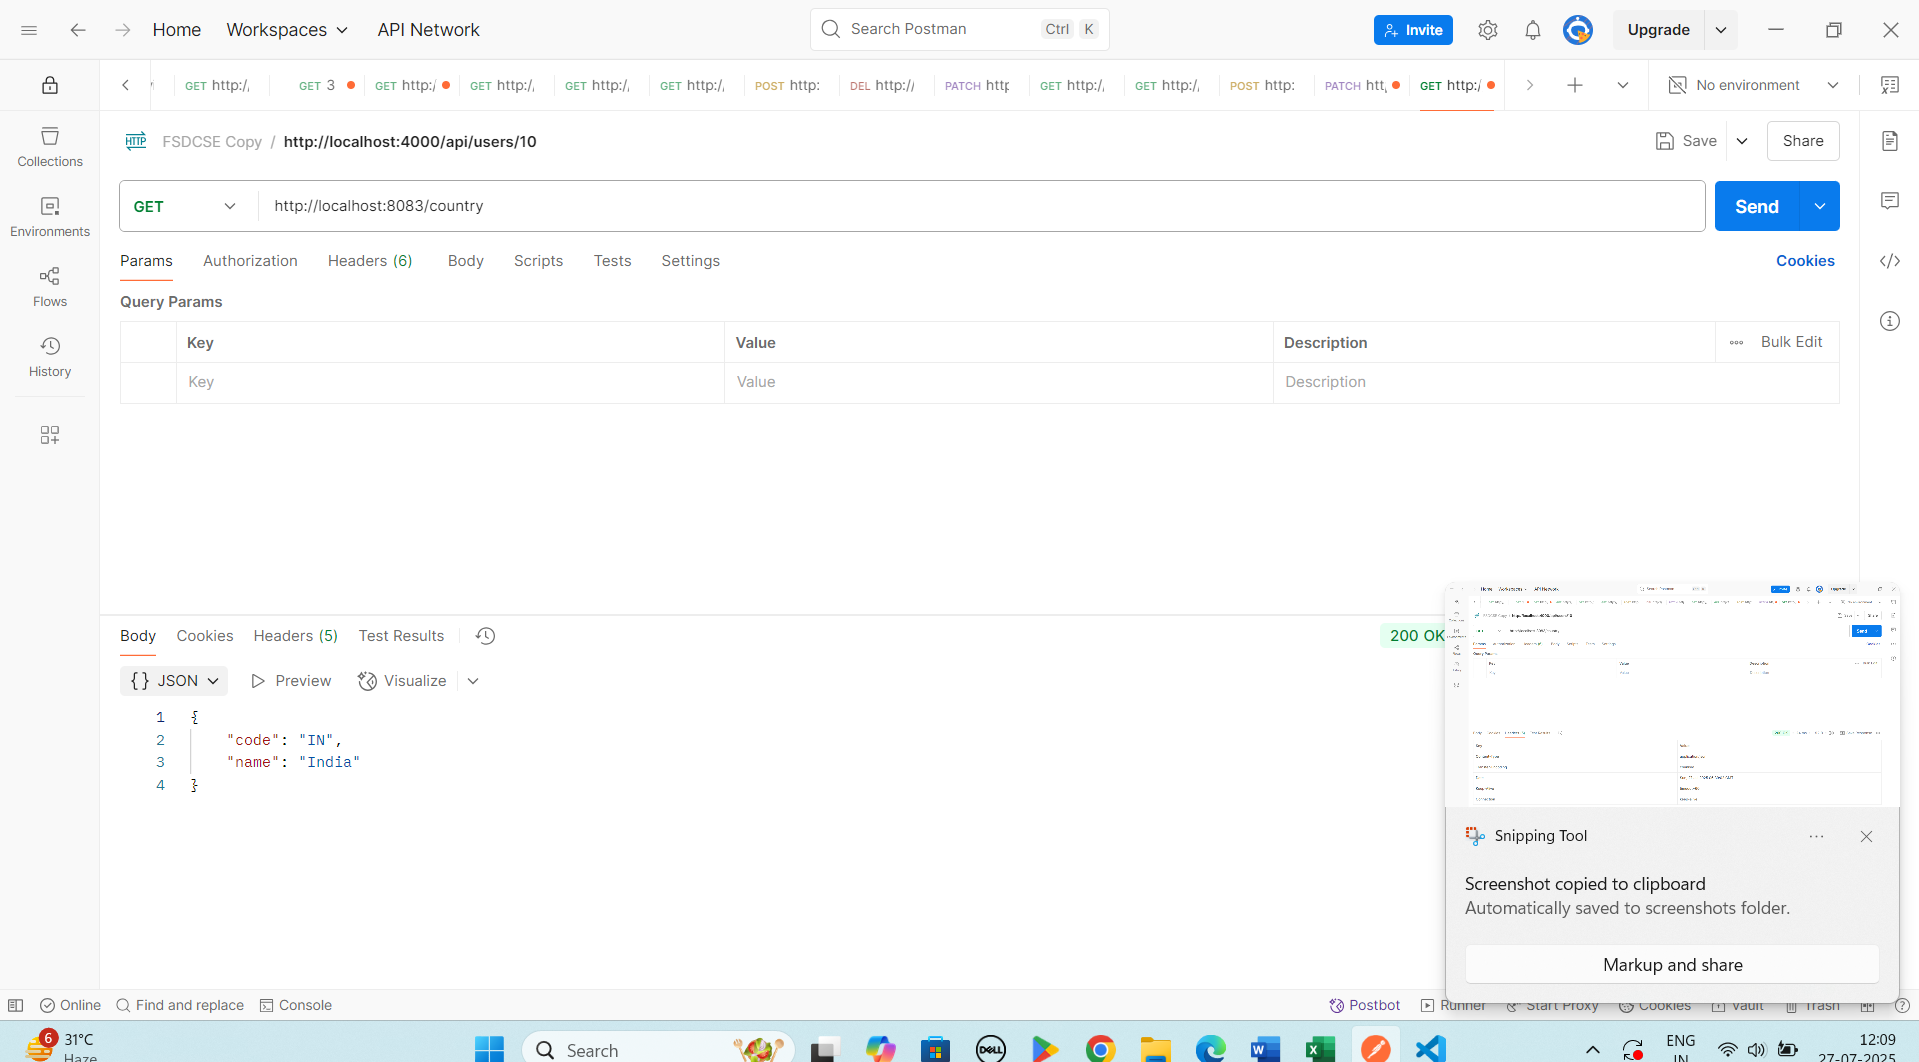 Home Workspaces API Network Search Postman Ctrl K Invite Upgrade
GET http:/, GET 3 GET http:/ GET http:/, GET http:/, GET http:/, POST http: DEL http:// PATCH http GET http:/, GET http:/, POST http: PATCH htt, GET http:/ No environment
HTTP FSDCSE Copy / http://localhost:4000/api/users/10 Save Share
Collections
Environments
Flows
History
GET http://localhost:8083/country Send
Params Authorization Headers (6) Body Scripts Tests Settings Cookies
Query Params
Key Value Description Bulk Edit
Key Value Description
Body Cookies Headers (5) Test Results 200 OK
{} JSON Preview Visualize
1 {
2 "code": "IN",
3 "name": "India"
4 }
Snipping Tool
Screenshot copied to clipboard
Automatically saved to screenshots folder.
Markup and share
Online Find and replace Console Postbot Runner Start Proxy Cookies Vault Trash
6 31°C
Haze
Search
DELL
ENG
IN
12:09
27-07-2025